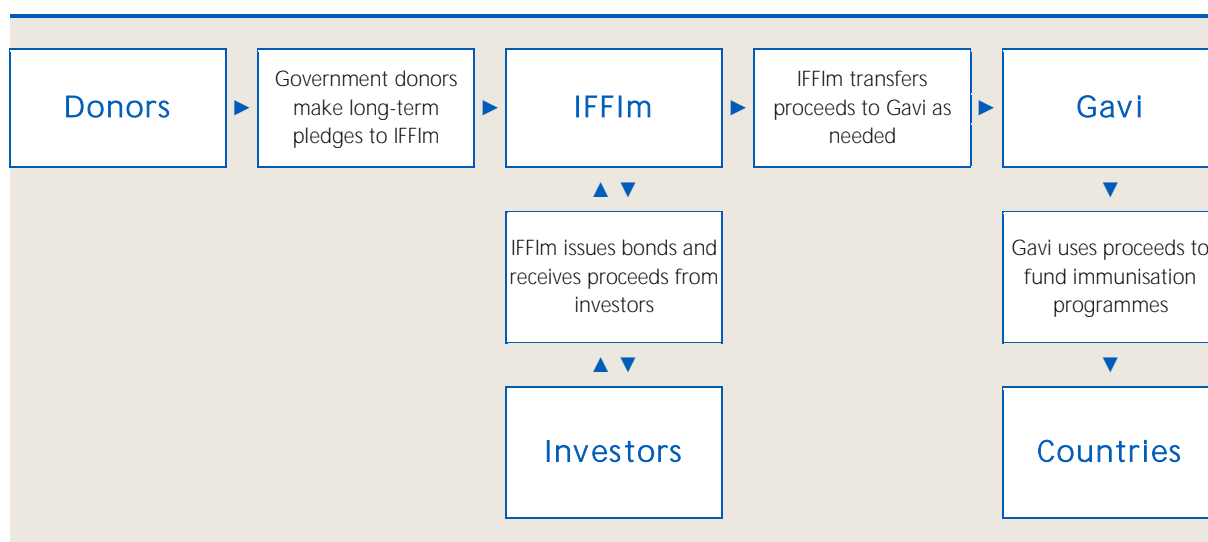 Donors
Government donors
make long-term
pledges to IFFIm
IFFIm
IFFIm transfers
proceeds to Gavi as
needed
Gavi
IFFIm issues bonds and
receives proceeds from
investors
Gavi uses proceeds to
fund immunisation
programmes
Investors
Countries